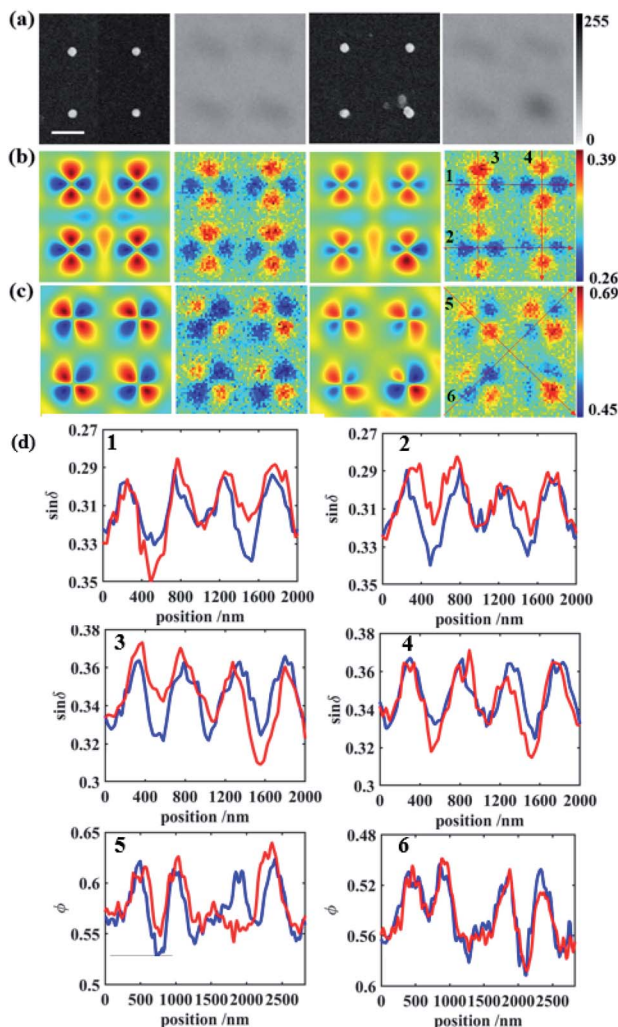 (a)
255
0
(b)
1
2
3
4
0.39
0.26
(c)
5
6
0.69
0.45
(d)
1
0.27
0.29
0.31
0.33
0.35
sinδ
0 400 800 1200 1600 2000
position /nm
2
0.27
0.29
0.31
0.33
0.35
sinδ
0 400 800 1200 1600 2000
position /nm
3
0.38
0.36
0.34
0.32
0.3
sinδ
0 400 800 1200 1600 2000
position /nm
4
0.38
0.36
0.34
0.32
0.3
sinδ
0 400 800 1200 1600 2000
position /nm
5
0.65
0.6
0.55
0.5
ϕ
0 500 1000 1500 2000 2500
position /nm
6
0.48
0.52
0.56
0.6
ϕ
0 500 1000 1500 2000 2500
position /nm